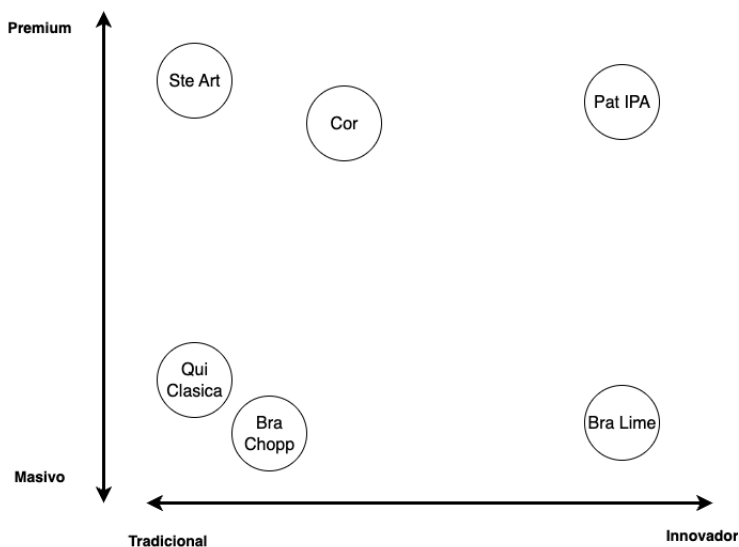 Premium
Ste Art
Cor
Pat IPA
Qui
Clasica
Bra
Chopp
Bra Lime
Masivo
Tradicional
Innovador